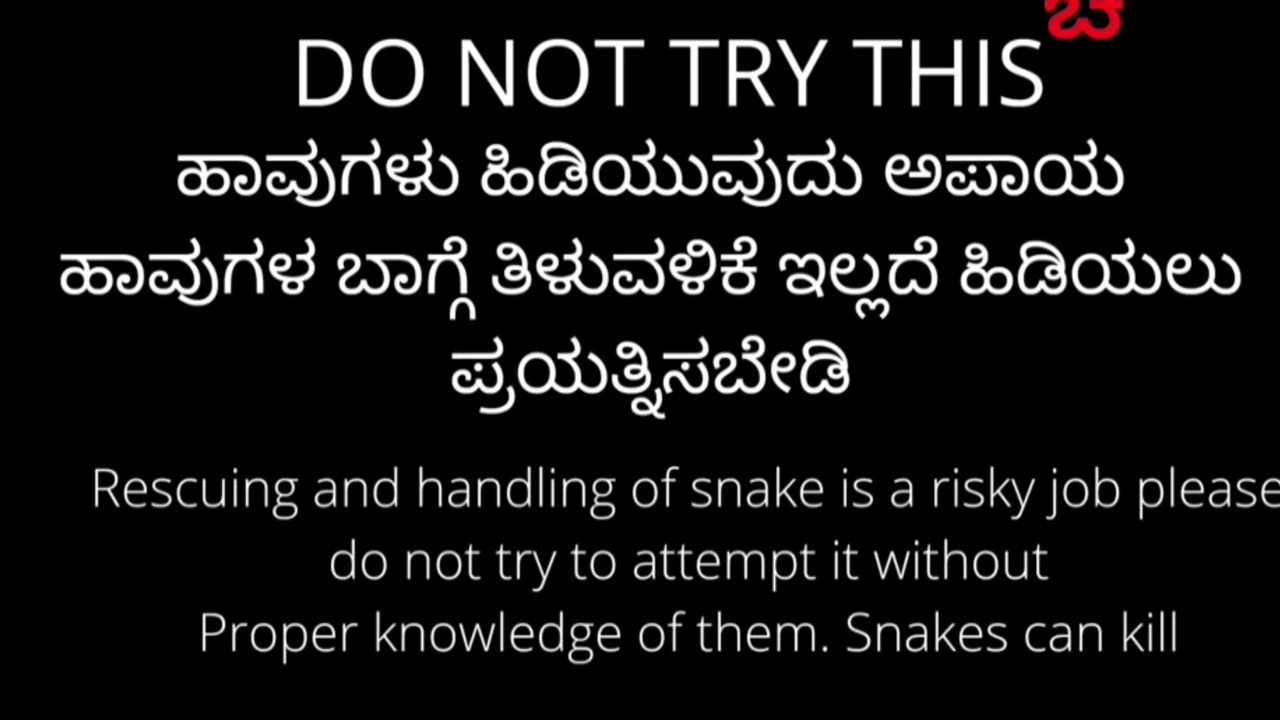 DO NOT TRY THIS
ಹಾವುಗಳು ಹಿಡಿಯುವುದು ಅಪಾಯ
ಹಾವುಗಳ ಬಾಗ್ಗೆ ತಿಳುವಳಿಕೆ ಇಲ್ಲದೆ ಹಿಡಿಯಲು
ಪ್ರಯತ್ನಿಸಬೇಡಿ
Rescuing and handling of snake is a risky job please
do not try to attempt it without
Proper knowledge of them. Snakes can kill